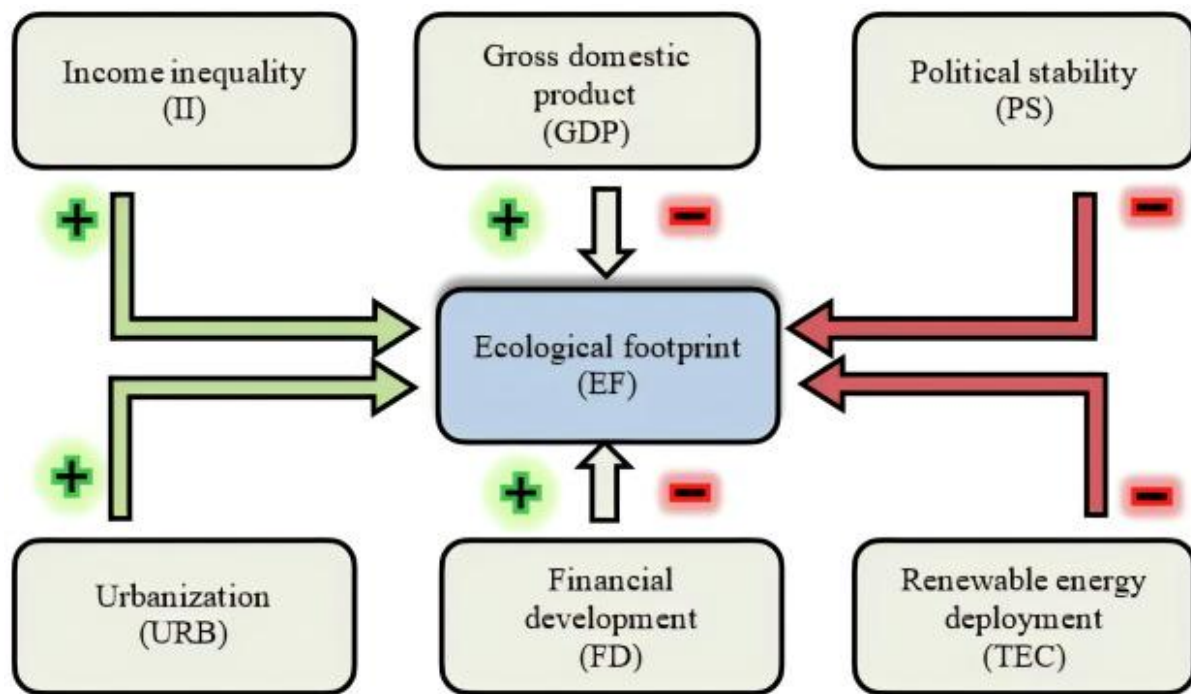 Income inequality
(II)
Gross domestic
product
(GDP)
Political stability
(PS)
+
+
−
−
Ecological footprint
(EF)
+
+
−
−
Urbanization
(URB)
Financial
development
(FD)
Renewable energy
deployment
(TEC)